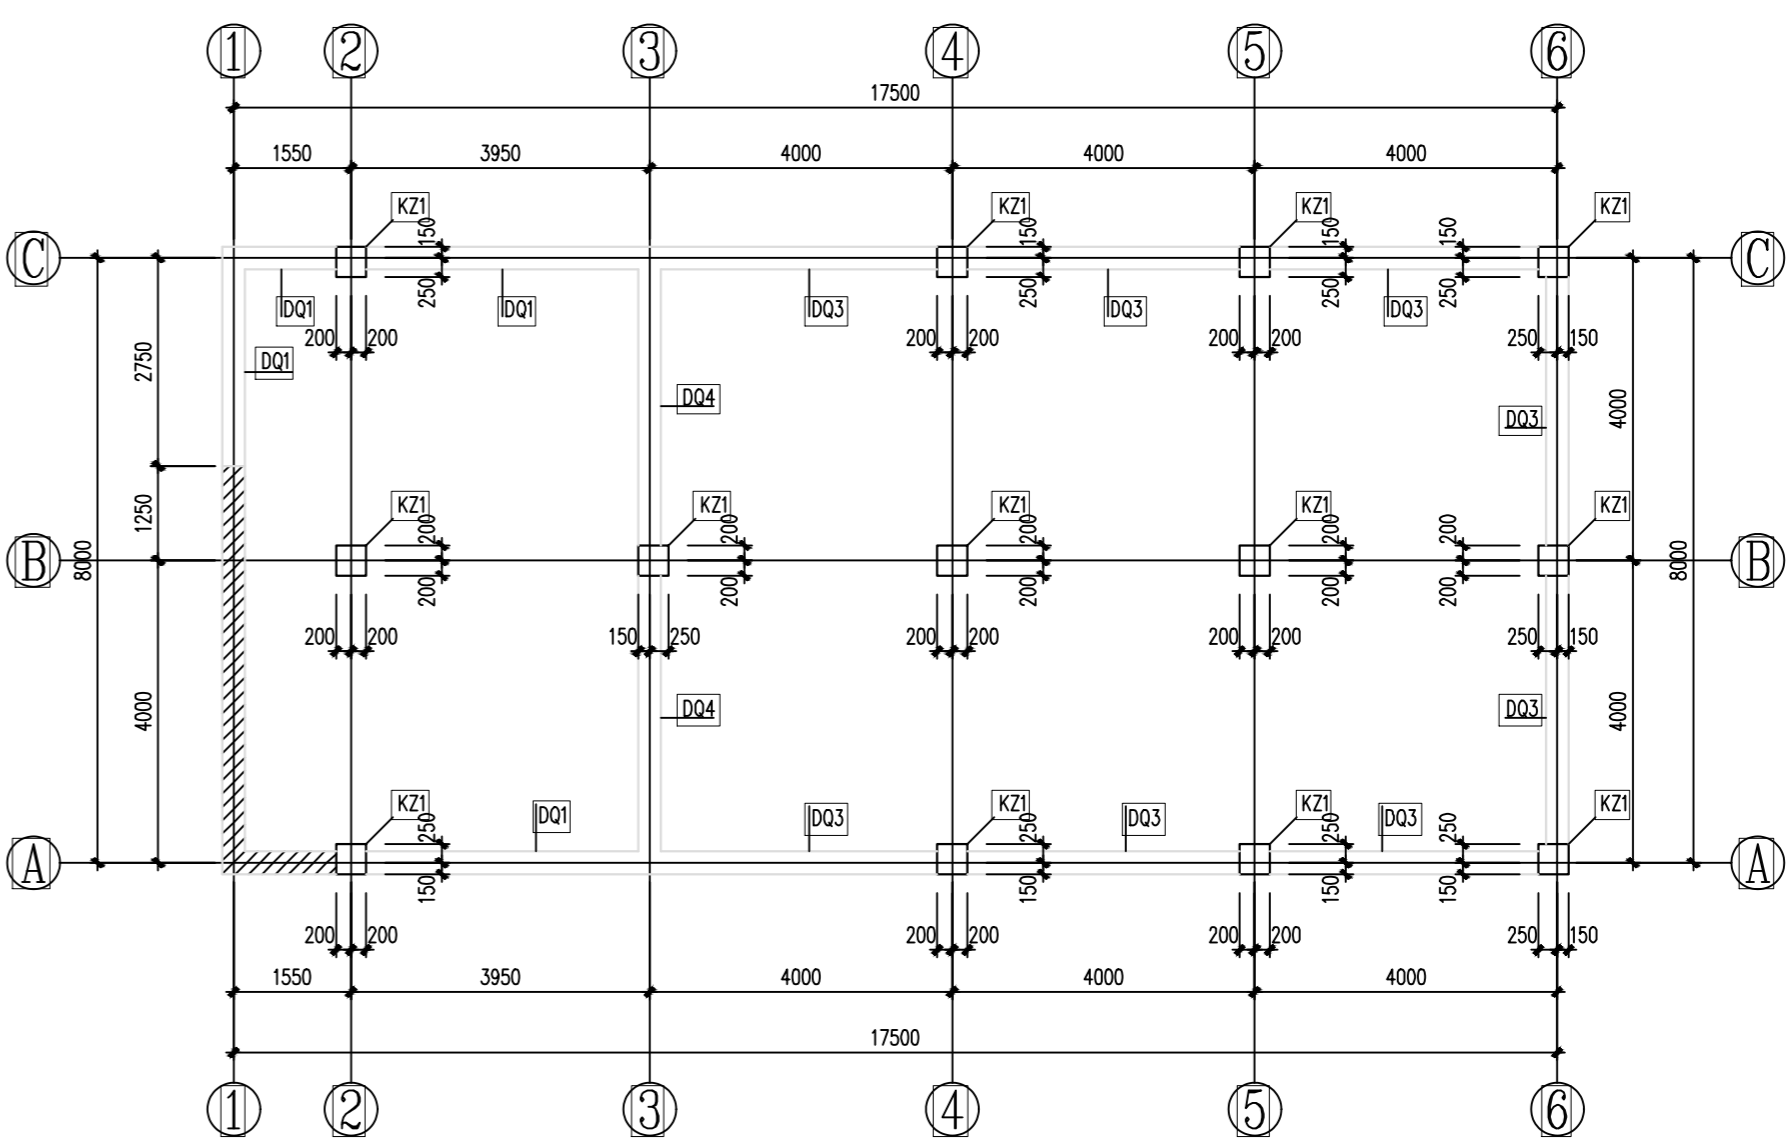 1 2 3 4 5 6
17500
1550 3950 4000 4000 4000
KZ1 KZ1 KZ1 KZ1
150 150 150 150
C C
250 250 250 250
DQ1 DQ1 DQ3 DQ3 DQ3
200 200 200 200 200 200 250 150
2750 DQ1
DQ4 4000
DQ3
KZ1 KZ1 KZ1 KZ1 KZ1
1250 200 200 200 200 200
B 8000 8000 B
200 200 200 200 200
200 200 150 250 200 200 200 200 250 150
4000 DQ4 DQ3 4000
KZ1 KZ1 KZ1 KZ1
DQ1 DQ3 DQ3 DQ3
250 250 250 250
A A
150 150 150 150
200 200 200 200 200 200 250 150
1550 3950 4000 4000 4000
17500
1 2 3 4 5 6